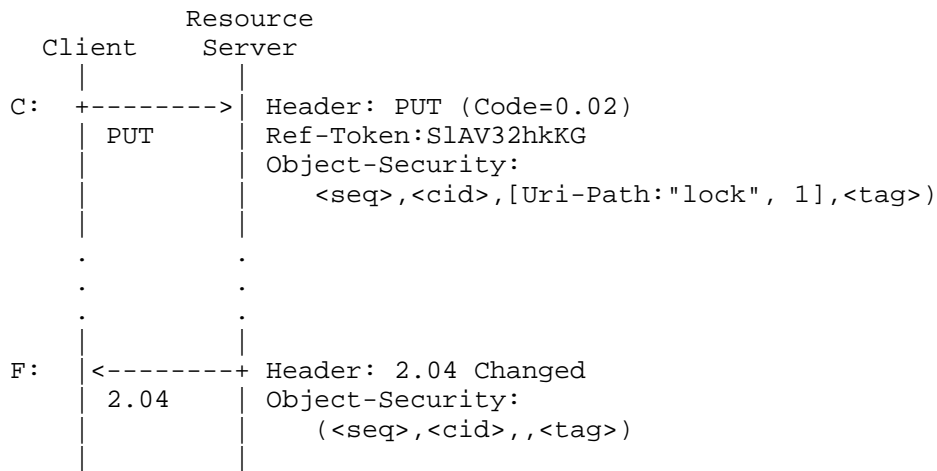 Resource
Client Server
| |
C: +-------->| Header: PUT (Code=0.02)
| PUT | Ref-Token:SlAV32hkKG
| | Object-Security:
| | <seq>,<cid>,[Uri-Path:"lock", 1],<tag>)
| |
. .
. .
. .
| |
F: |<--------+ Header: 2.04 Changed
| 2.04 | Object-Security:
| | (<seq>,<cid>,,<tag>)
| |